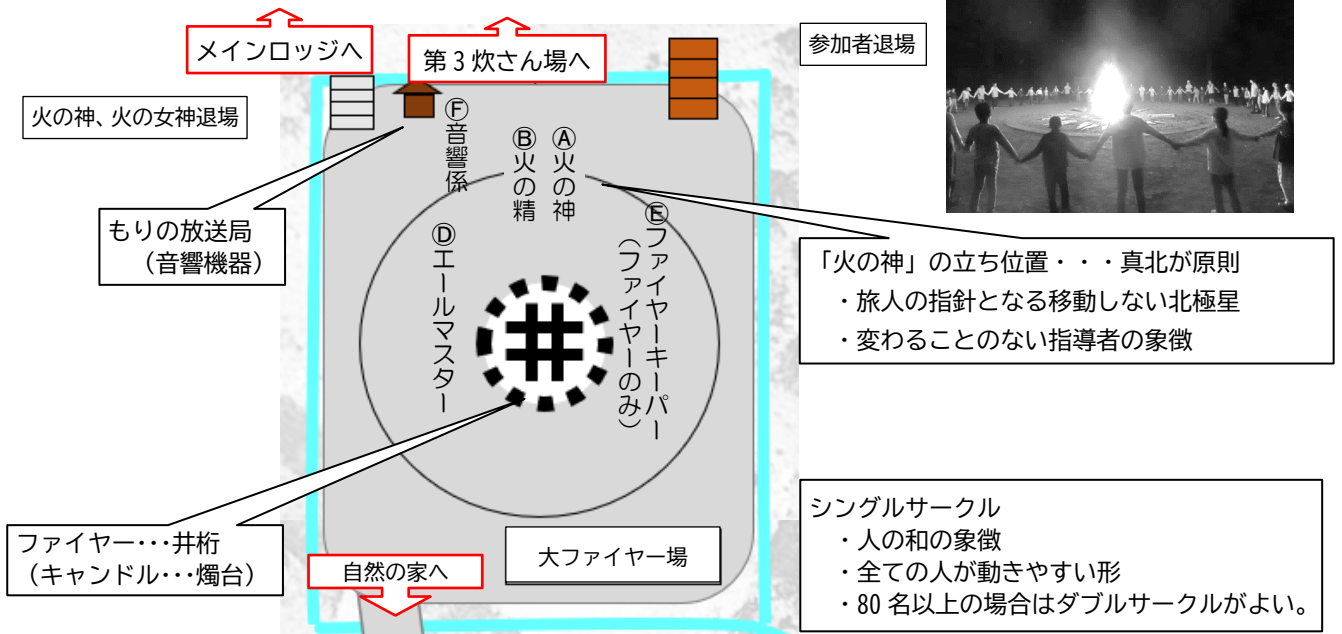 メインロッジへ
第3炊さん場へ
参加者退場
火の神、火の女神退場
Ⓕ音響係
Ⓑ火の精
Ⓐ火の神
もりの放送局
（音響機器）
Ⓓエールマスター
Ⓔファイヤーキーパー
（ファイヤーのみ）
「火の神」の立ち位置・・・真北が原則
・旅人の指針となる移動しない北極星
・変わることのない指導者の象徴
ファイヤー･･･井桁
（キャンドル･･･燭台）
自然の家へ
大ファイヤー場
シングルサークル
・人の和の象徴
・全ての人が動きやすい形
・80名以上の場合はダブルサークルがよい。